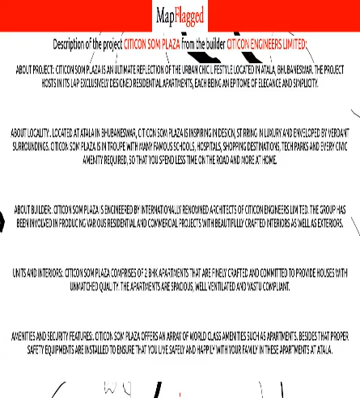 MapFlagged
Description of the project CITICON SOM PLAZA from the builder CITICON ENGINEERS LIMITED:
ABOUT PROJECT: CITICON SOM PLAZA IS AN ULTIMATE REFLECTION OF THE URBAN CHIC LIFESTYLE LOCATED IN ATALA, BHUBANESWAR. THE PROJECT
HOSTS IN ITS LAP EXCLUSIVELY DESIGNED RESIDENTIAL APARTMENTS, EACH BEING AN EPITOME OF ELEGANCE AND SIMPLICITY.
ABOUT LOCALITY: LOCATED AT ATALA IN BHUBANESWAR, CITICON SOM PLAZA IS INSPIRING IN DESIGN, STIRRING IN LUXURY AND ENVELOPED BY VERDANT
SURROUNDINGS. CITICON SOM PLAZA IS IN TROUPE WITH MANY FAMOUS SCHOOLS, HOSPITALS, SHOPPING DESTINATIONS, TECH PARKS AND EVERY CIVIC
AMENITY REQUIRED, SO THAT YOU SPEND LESS TIME ON THE ROAD AND MORE AT HOME.
ABOUT BUILDER: CITICON SOM PLAZA IS ENGINEERED BY INTERNATIONALLY RENOWNED ARCHITECTS OF CITICON ENGINEERS LIMITED. THE GROUP HAS
BEEN INVOLVED IN PRODUCING VARIOUS RESIDENTIAL AND COMMERCIAL PROJECTS WITH BEAUTIFULLY CRAFTED INTERIORS AS WELL AS EXTERIORS.
UNITS AND INTERIORS: CITICON SOM PLAZA COMPRISES OF 2 BHK APARTMENTS THAT ARE FINELY CRAFTED AND COMMITTED TO PROVIDE HOUSES WITH
UNMATCHED QUALITY. THE APARTMENTS ARE SPACIOUS, WELL VENTILATED AND VASTU COMPLIANT.
AMENITIES AND SECURITY FEATURES: CITICON SOM PLAZA OFFERS AN ARRAY OF WORLD CLASS AMENITIES SUCH AS APARTMENTS. BESIDES THAT PROPER
SAFETY EQUIPMENTS ARE INSTALLED TO ENSURE THAT YOU LIVE SAFELY AND HAPPILY WITH YOUR FAMILY IN THESE APARTMENTS AT ATALA.